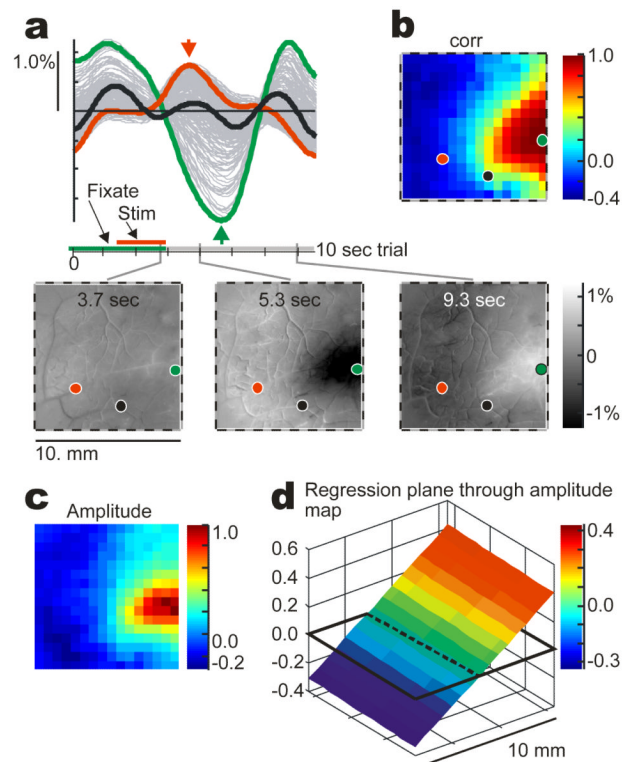 a
1.0%
Fixate
Stim
0
10 sec trial
3.7 sec
5.3 sec
9.3 sec
1%
0
-1%
10. mm
b
corr
1.0
0.0
-0.4
c
Amplitude
1.0
0.0
-0.2
d Regression plane through amplitude
map
0.6
0.4
0.2
0.0
-0.2
-0.4
10 mm
0.4
0.0
-0.3